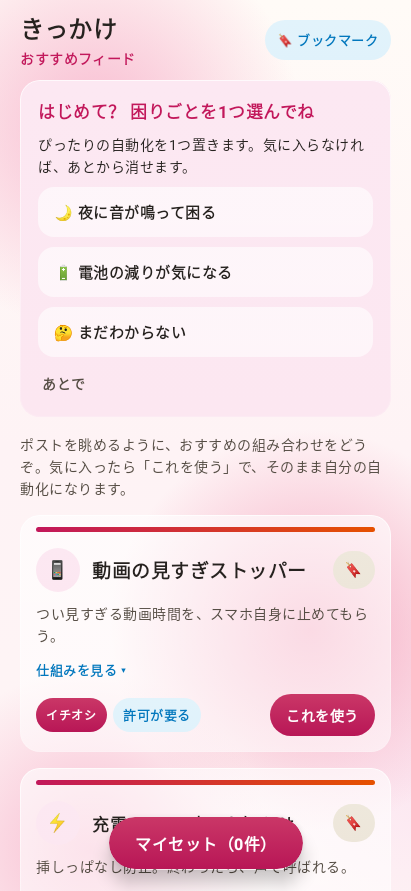 きっかけ
おすすめフィード
ブックマーク
はじめて? 困りごとを1つ選んでね
ぴったりの自動化を1つ置きます。気に入らなけれ
ば、あとから消せます。
夜に音が鳴って困る
電池の減りが気になる
まだわからない
あとで
ポストを眺めるように、おすすめの組み合わせをどう
ぞ。気に入ったら「これを使う」で、そのまま自分の自
動化になります。
動画の見すぎストッパー
つい見すぎる動画時間を、スマホ自身に止めてもら
う。
仕組みを見る ▾
イチオシ
許可が要る
これを使う
マイセット（0件）
挿しっぱなし防止。終わったら、声で呼ばれる。